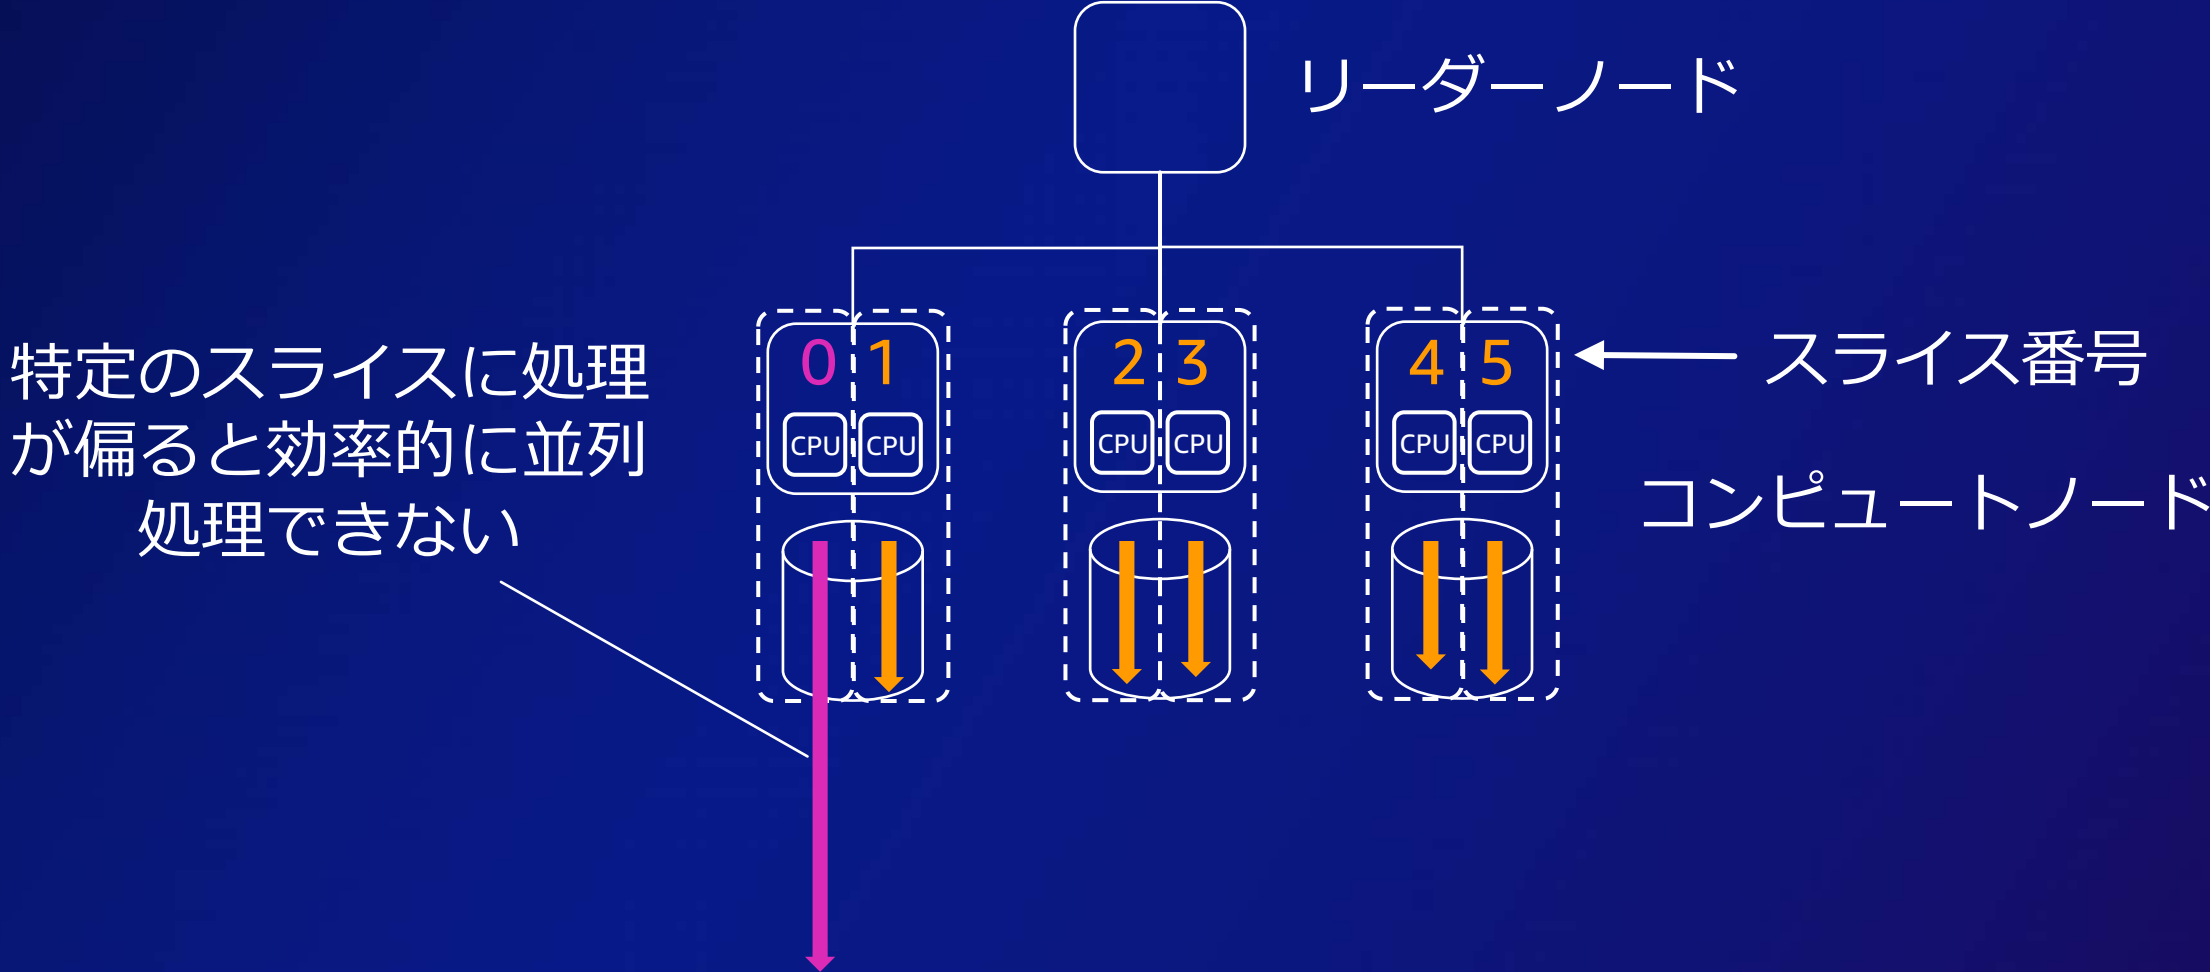 リーダーノード
特定のスライスに処理
が偏ると効率的に並列
処理できない
0 1
2 3
4 5
スライス番号
CPU CPU
CPU CPU
CPU CPU
コンピュートノード